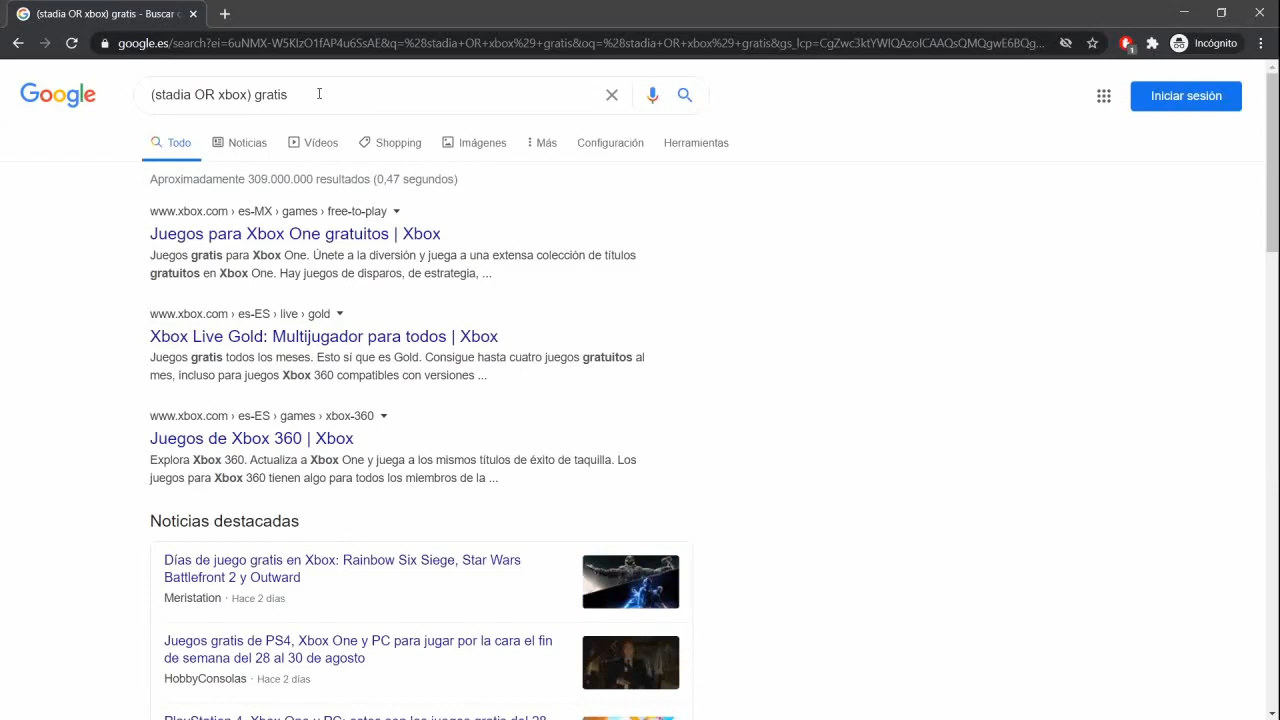 (stadia OR xbox) gratis - Buscar c
google.es/search?ei=6uNMX-W5KIzO1fAP4u6SsAE&q=%28stadia+OR+xbox%29+gratis&oq=%28stadia+OR+xbox%29+gratis&gs_lcp=CgZwc3ktYWIQAzoICAAQsQMQgwE6BQg...
1
Incógnito
Google
(stadia OR xbox) gratis
Iniciar sesión
Todo
Noticias
Vídeos
Shopping
Imágenes
Más
Configuración
Herramientas
Aproximadamente 309.000.000 resultados (0,47 segundos)
www.xbox.com › es-MX › games › free-to-play
Juegos para Xbox One gratuitos | Xbox
Juegos gratis para Xbox One. Únete a la diversión y juega a una extensa colección de títulos
gratuitos en Xbox One. Hay juegos de disparos, de estrategia, ...
www.xbox.com › es-ES › live › gold
Xbox Live Gold: Multijugador para todos | Xbox
Juegos gratis todos los meses. Esto sí que es Gold. Consigue hasta cuatro juegos gratuitos al
mes, incluso para juegos Xbox 360 compatibles con versiones ...
www.xbox.com › es-ES › games › xbox-360
Juegos de Xbox 360 | Xbox
Explora Xbox 360. Actualiza a Xbox One y juega a los mismos títulos de éxito de taquilla. Los
juegos para Xbox 360 tienen algo para todos los miembros de la ...
Noticias destacadas
Días de juego gratis en Xbox: Rainbow Six Siege, Star Wars
Battlefront 2 y Outward
Meristation · Hace 2 días
Juegos gratis de PS4, Xbox One y PC para jugar por la cara el fin
de semana del 28 al 30 de agosto
HobbyConsolas · Hace 2 días
PlayStation 4, Xbox One y PC: estos son los juegos gratis del 28